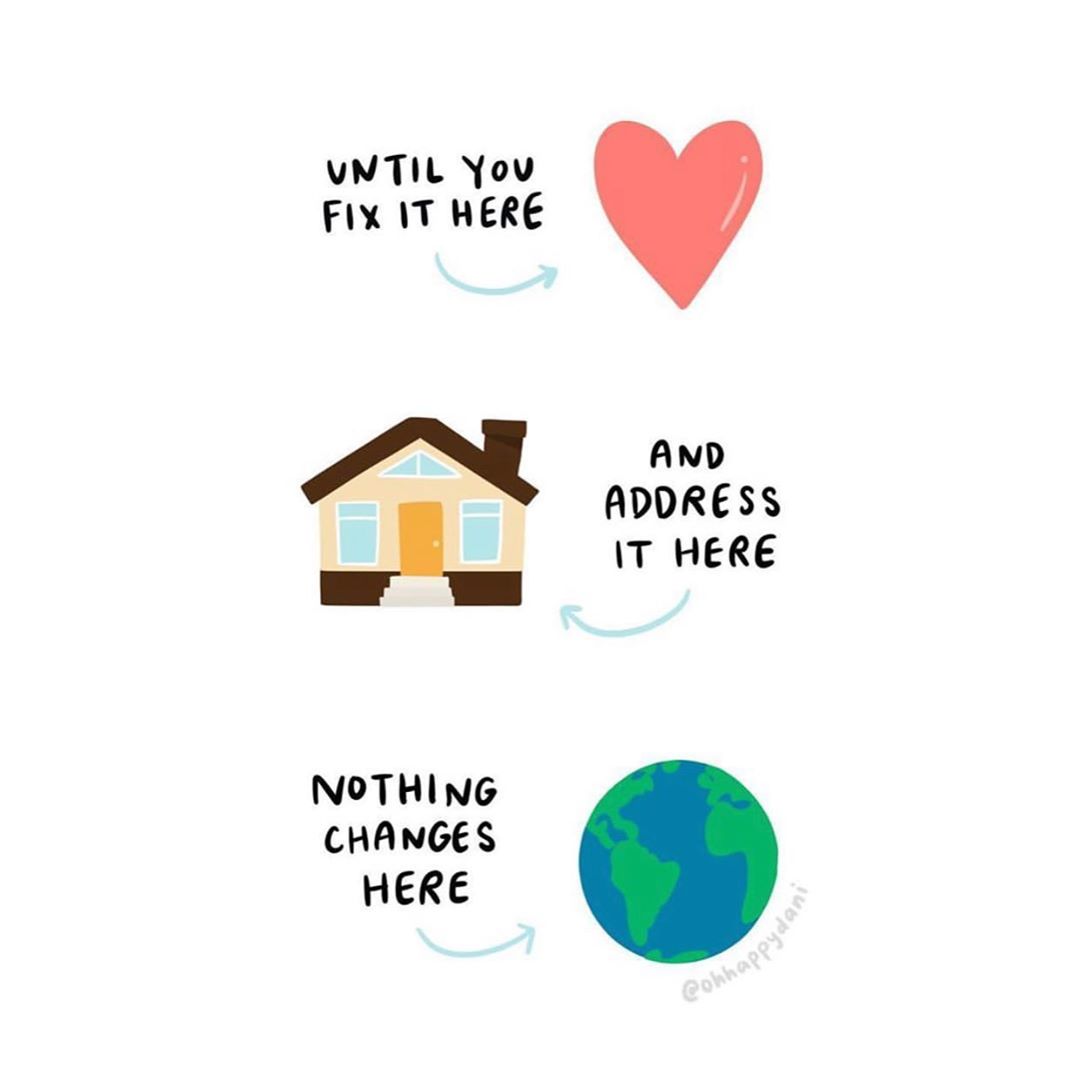 UNTIL YOU
FIX IT HERE
AND
ADDRESS
IT HERE
NOTHING
CHANGES
HERE
@ohhappydani